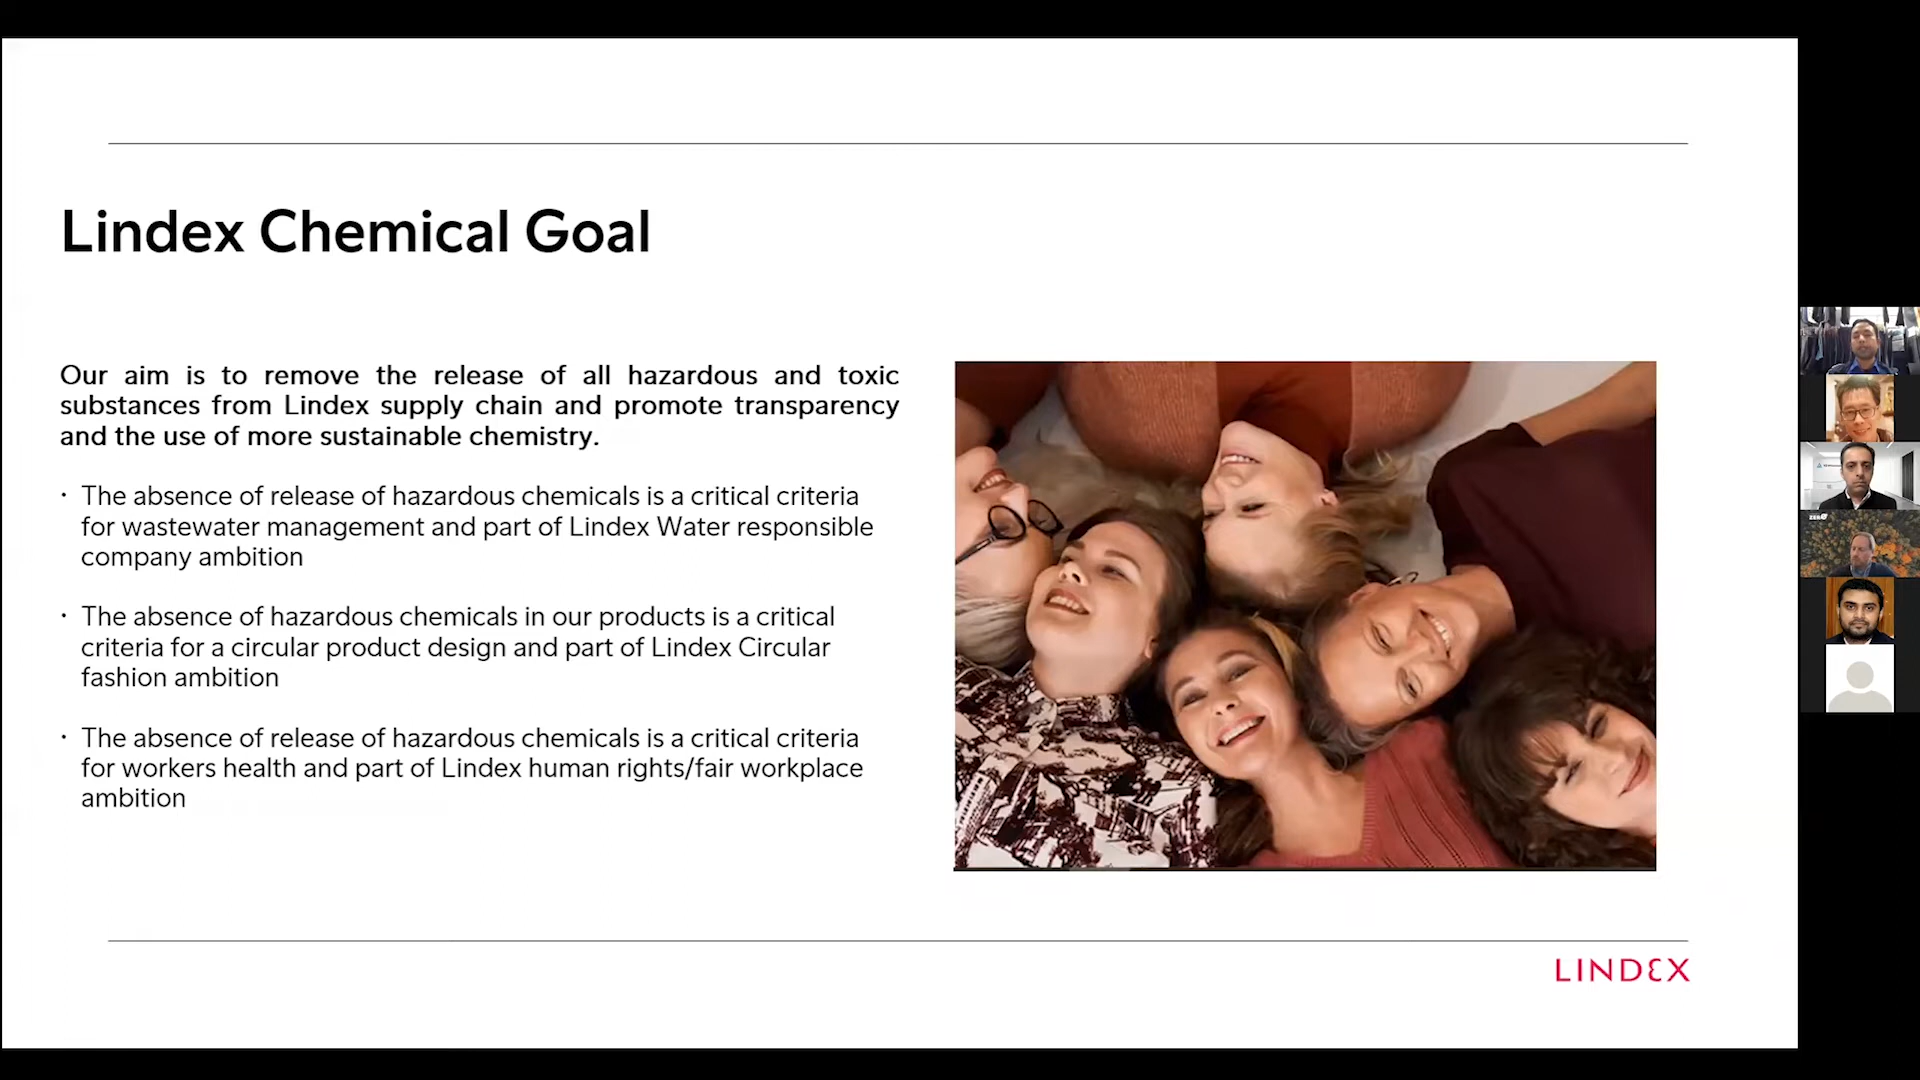 Lindex Chemical Goal
Our aim is to remove the release of all hazardous and toxic
substances from Lindex supply chain and promote transparency
and the use of more sustainable chemistry.
· The absence of release of hazardous chemicals is a critical criteria
for wastewater management and part of Lindex Water responsible
company ambition
· The absence of hazardous chemicals in our products is a critical
criteria for a circular product design and part of Lindex Circular
fashion ambition
· The absence of release of hazardous chemicals is a critical criteria
for workers health and part of Lindex human rights/fair workplace
ambition
LINDEX